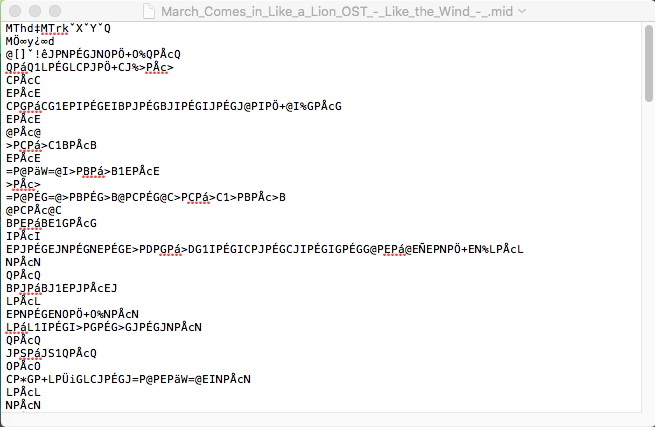 March_Comes_in_Like_a_Lion_OST_-_Like_the_Wind_-_.mid
MThd‡MTrkˇXˇYˇQ
MÖ∞y¿∞d
@[]ˇ!êJPNPÉGJNOPÖ+O%QPÅcQ
QPáQ1LPÉGLCPJPÖ+CJ%>PÅc>
CPÅcC
EPÅcE
CPGPáCG1EPIPÉGEIBPJPÉGBJIPÉGIJPÉGJ@PIPÖ+@I%GPÅcG
EPÅcE
@PÅc@
>PCPá>C1BPÅcB
EPÅcE
=P@PäW=@I>PBPá>B1EPÅcE
>PÅc>
=P@PÉG=@>PBPÉG>B@PCPÉG@C>PCPá>C1>PBPÅc>B
@PCPÅc@C
BPEPáBE1GPÅcG
IPÅcI
EPJPÉGEJNPÉGNEPÉGE>PDPGPá>DG1IPÉGICPJPÉGCJIPÉGIGPÉGG@PEPá@EÑEPNPÖ+EN%LPÅcL
NPÅcN
QPÅcQ
BPJPáBJ1EPJPÅcEJ
LPÅcL
EPNPÉGENOPÖ+O%NPÅcN
LPáL1IPÉGI>PGPÉG>GJPÉGJNPÅcN
QPÅcQ
JPSPáJS1QPÅcQ
OPÅcO
CP*GP+LPÜiGLCJPÉGJ=P@PEPäW=@EINPÅcN
LPÅcL
NPÅcN